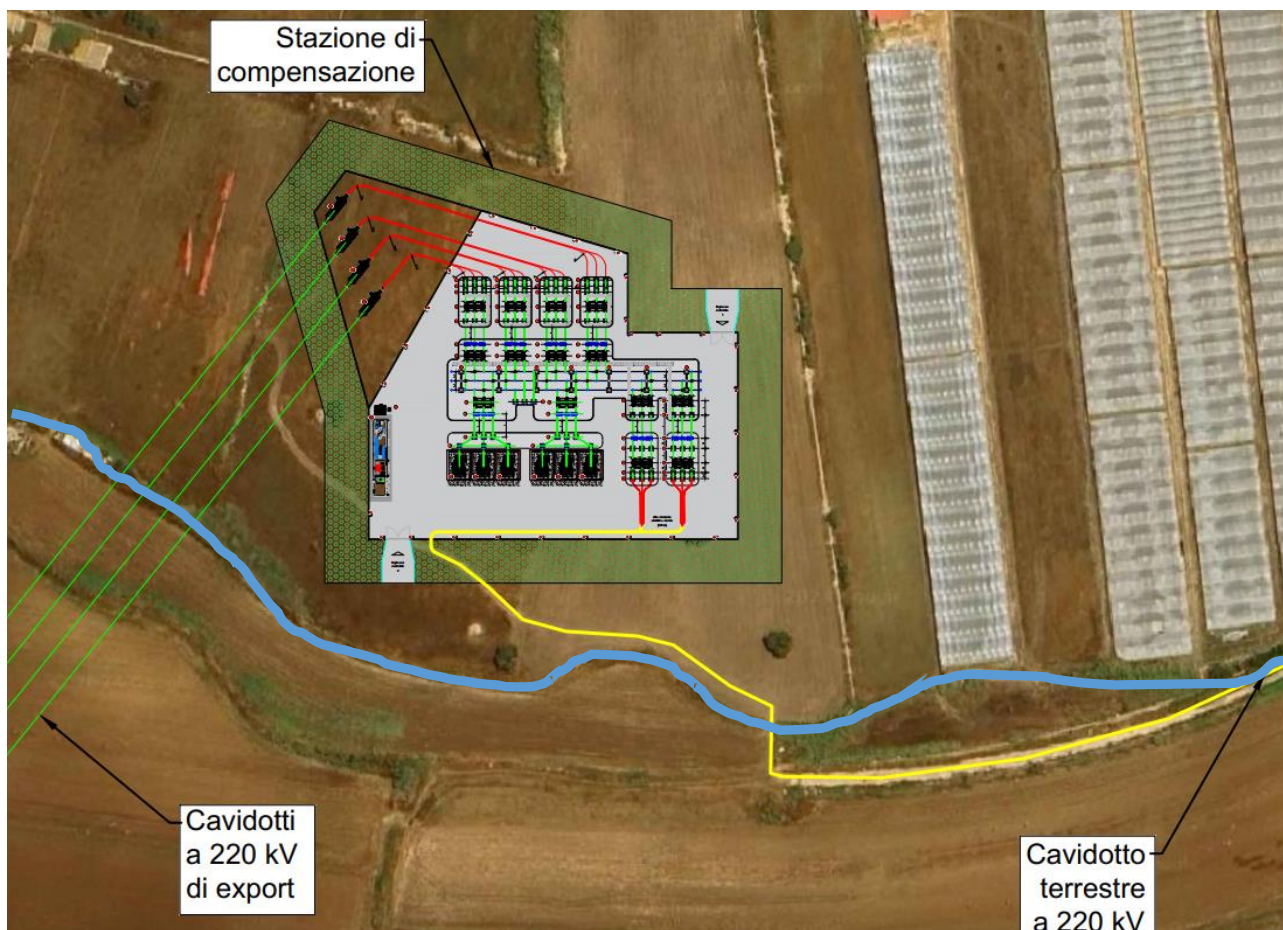 Stazione di
compensazione
Cavidotti
a 220 kV
di export
Cavidotto
terrestre
a 220 kV